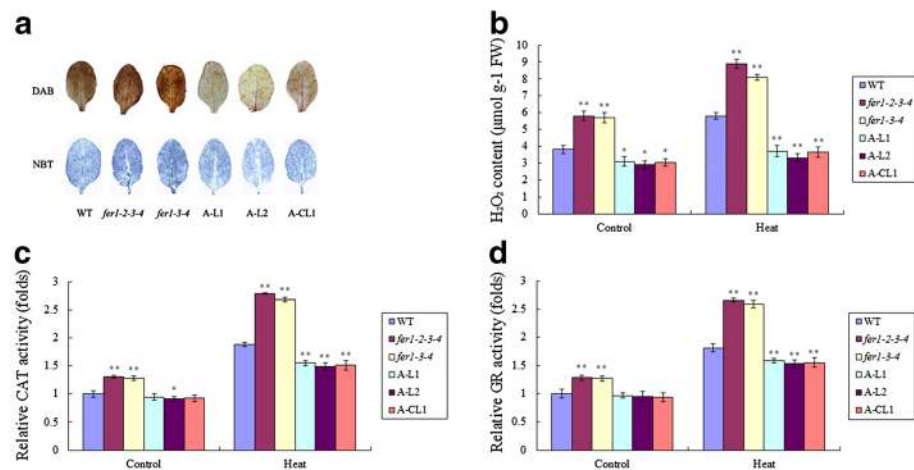 a
DAB
NBT
WT fer1-2-3-4 fer1-3-4 A-L1 A-L2 A-CL1
b
H₂O₂ content (μmol g-1 FW)
10
9
8
7
6
5
4
3
2
1
0
** ** * * *
** ** ** ** **
Control Heat
WT
fer1-2-3-4
fer1-3-4
A-L1
A-L2
A-CL1
c
Relative CAT activity (folds)
3
2.5
2
1.5
1
0.5
0
** ** *
** ** ** ** **
Control Heat
WT
fer1-2-3-4
fer1-3-4
A-L1
A-L2
A-CL1
d
Relative GR activity (folds)
3
2.5
2
1.5
1
0.5
0
** **
** ** ** ** **
Control Heat
WT
fer1-2-3-4
fer1-3-4
A-L1
A-L2
A-CL1